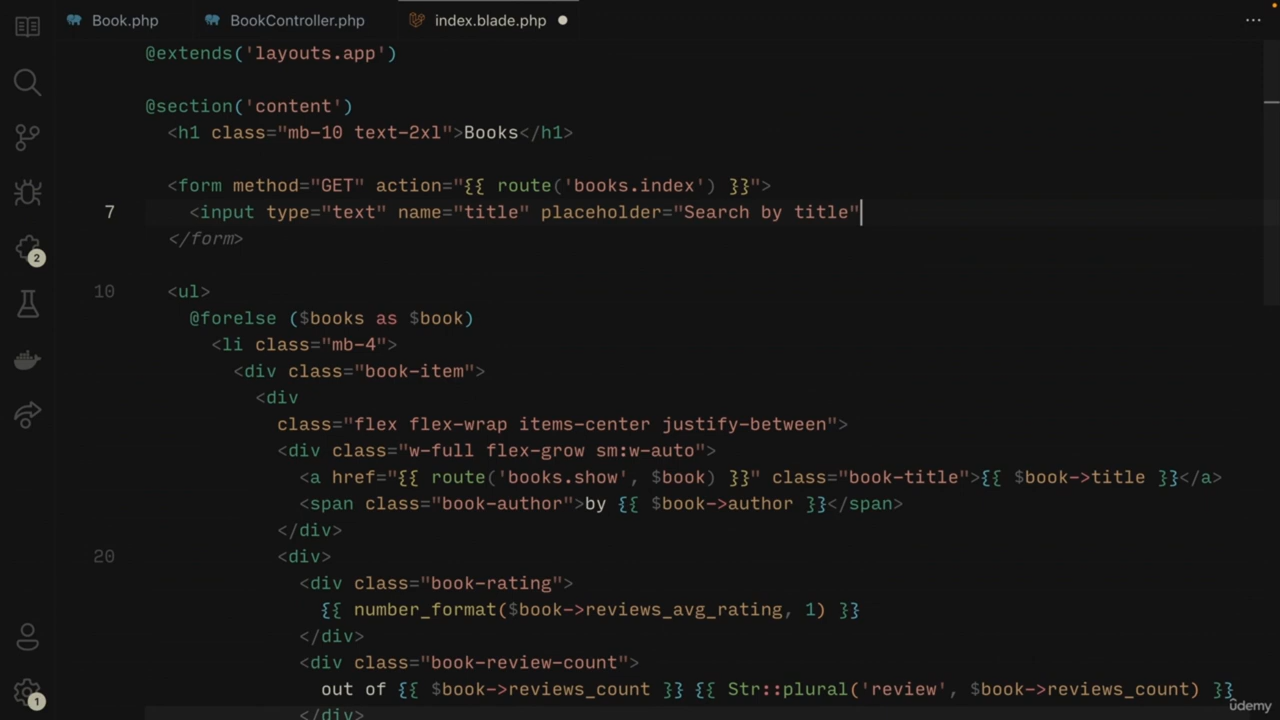 Book.php BookController.php index.blade.php
@extends('layouts.app')
@section('content')
<h1 class="mb-10 text-2xl">Books</h1>
<form method="GET" action="{{ route('books.index') }}">
7 <input type="text" name="title" placeholder="Search by title"
</form>
2
10 <ul>
@forelse ($books as $book)
<li class="mb-4">
<div class="book-item">
<div
class="flex flex-wrap items-center justify-between">
<div class="w-full flex-grow sm:w-auto">
<a href="{{ route('books.show', $book) }}" class="book-title">{{ $book->title }}</a>
<span class="book-author">by {{ $book->author }}</span>
</div>
20 <div>
<div class="book-rating">
{{ number_format($book->reviews_avg_rating, 1) }}
</div>
<div class="book-review-count">
out of {{ $book->reviews_count }} {{ Str::plural('review', $book->reviews_count) }}
1
</div>
ûdemy